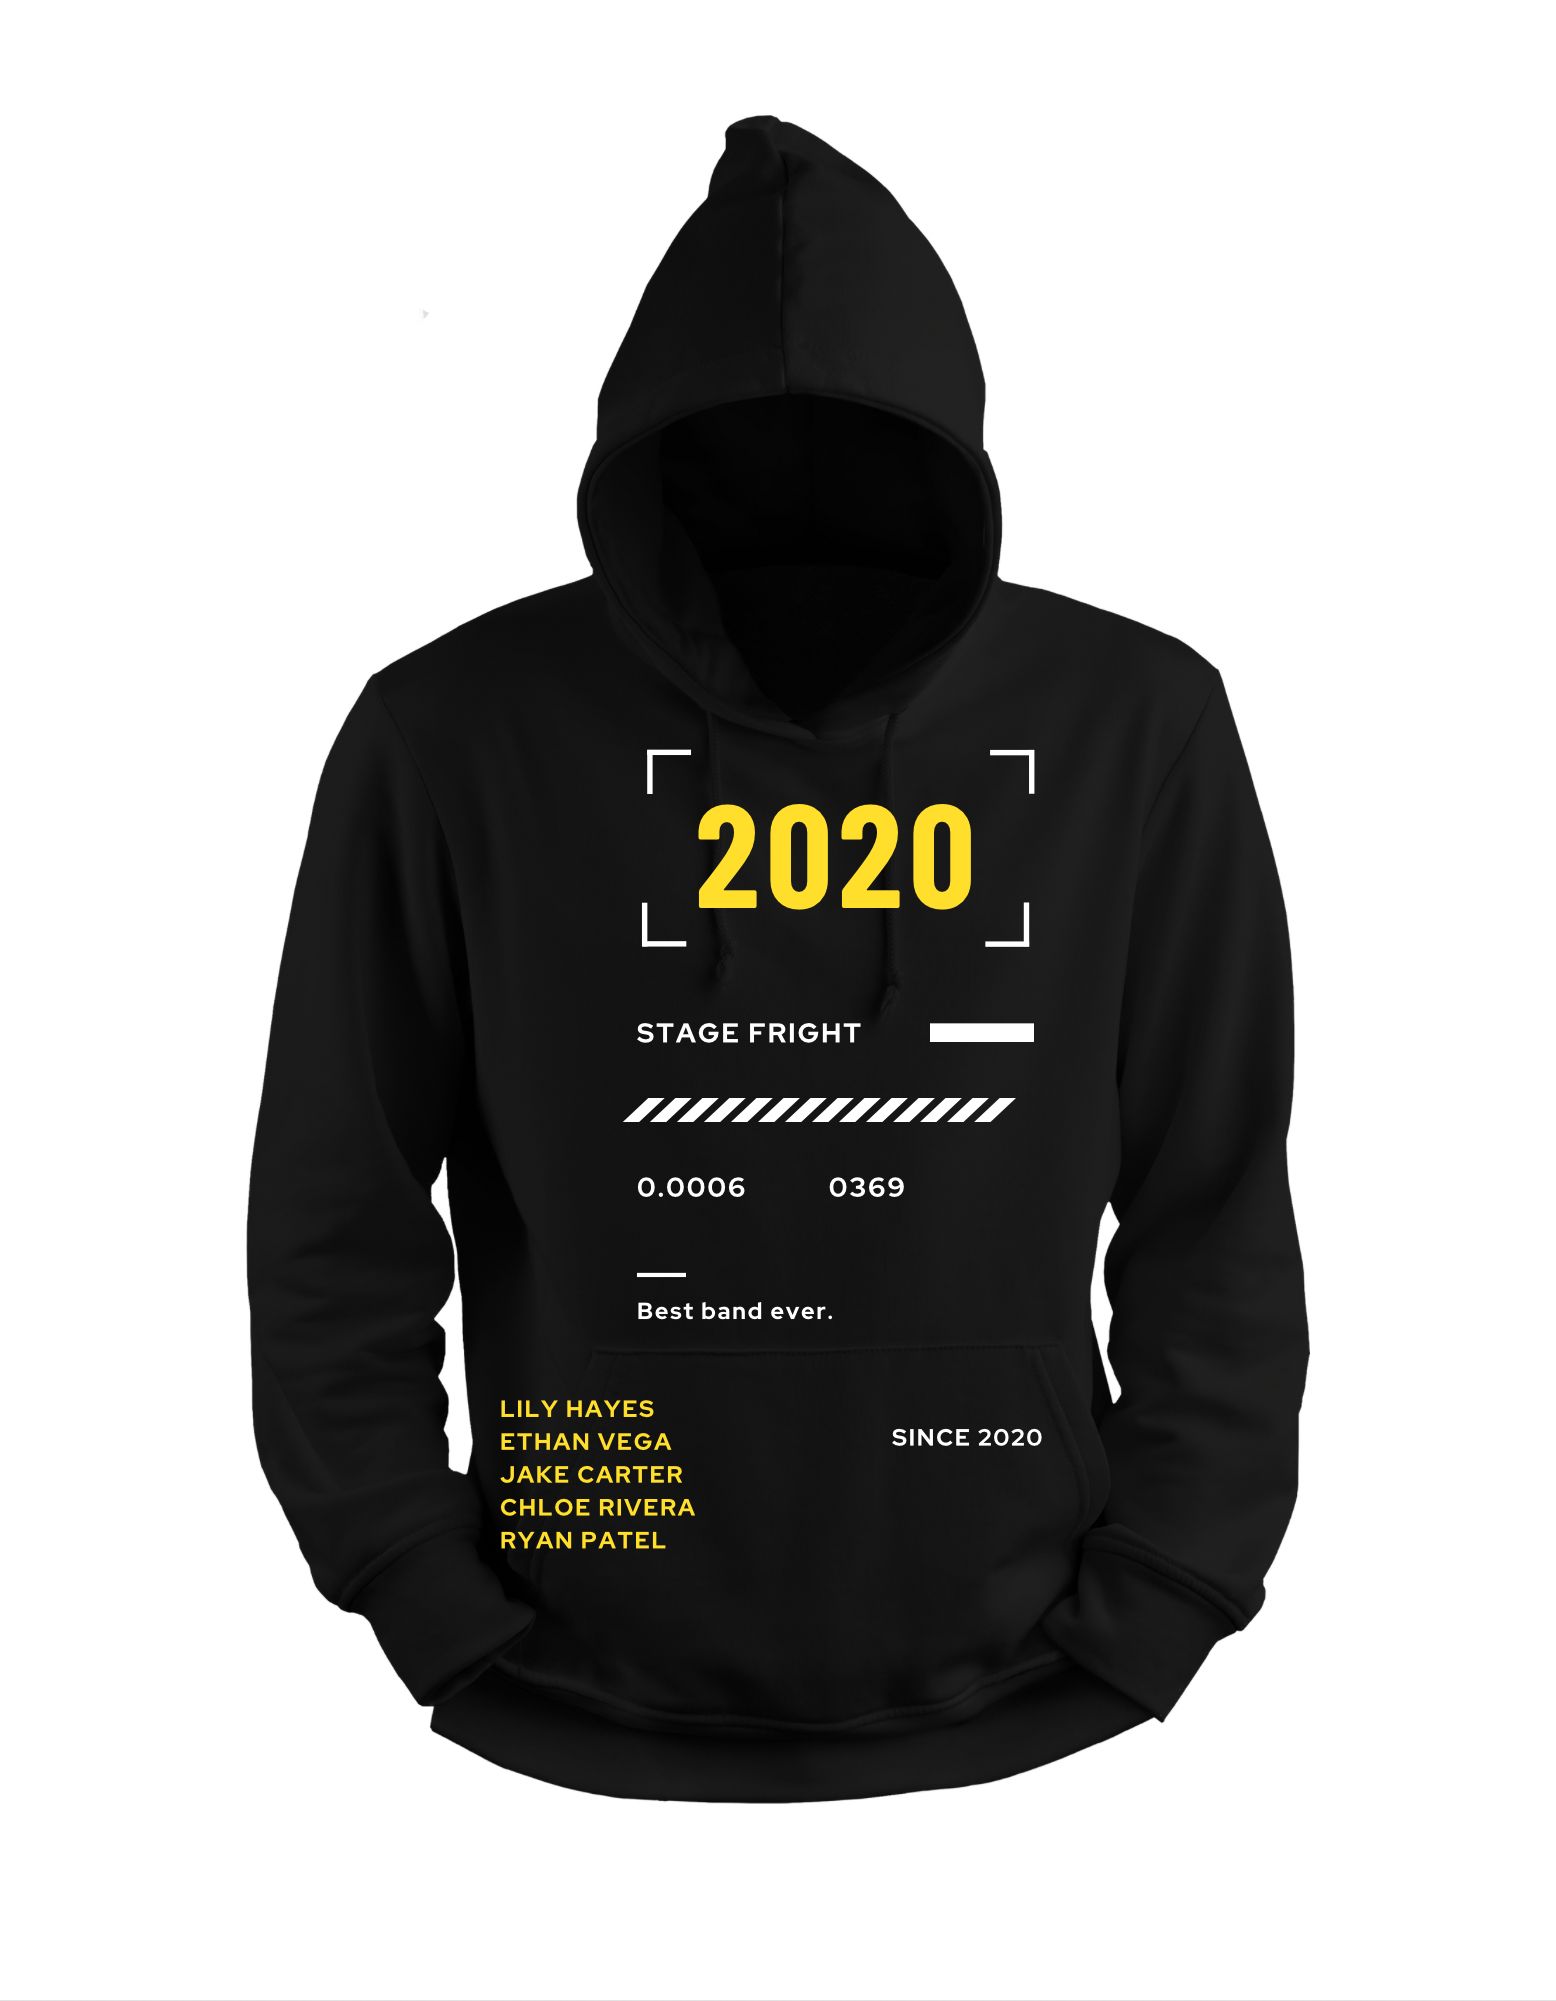 2020
STAGE FRIGHT
0.0006 0369
Best band ever.
LILY HAYES
ETHAN VEGA
JAKE CARTER
CHLOE RIVERA
RYAN PATEL
SINCE 2020